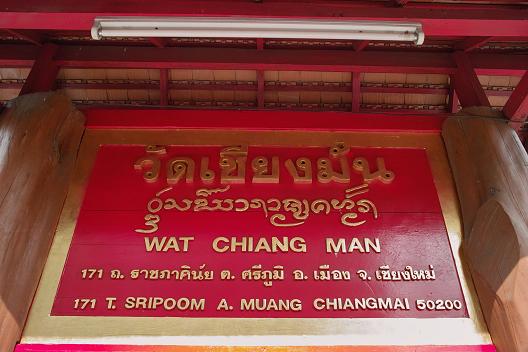 วัดเชียงมั่น
WAT CHIANG MAN
171 ถ. ราชภาคินัย ต. ศรีภูมิ อ. เมือง จ. เชียงใหม่
171 T. SRIPOOM A. MUANG CHIANGMAI 50200